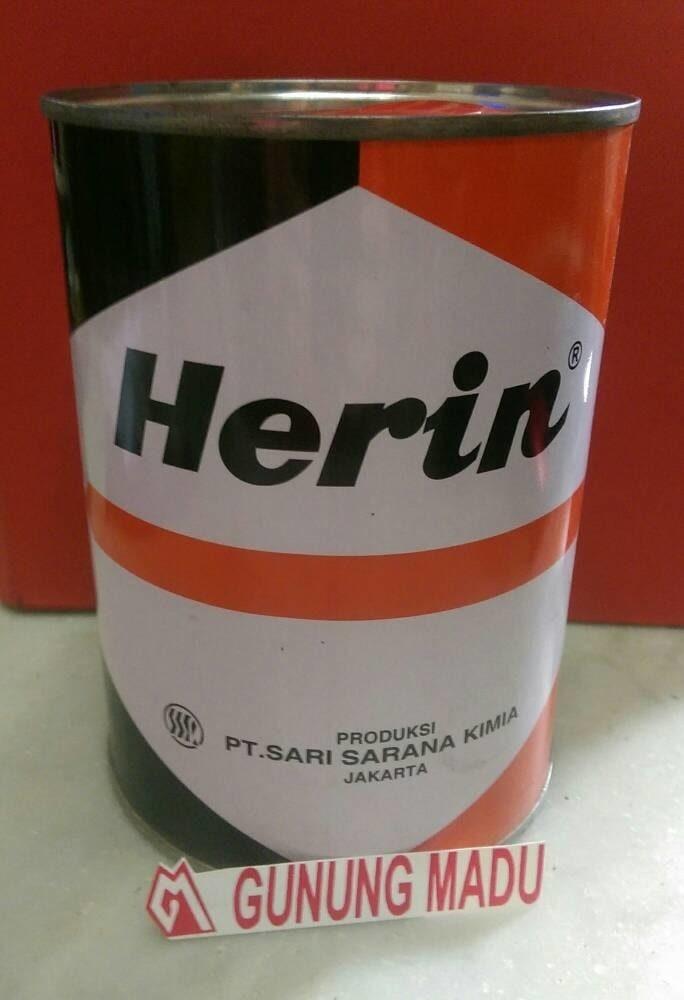 Herin®
PRODUKSI
PT.SARI SARANA KIMIA
JAKARTA
GUNUNG MADU